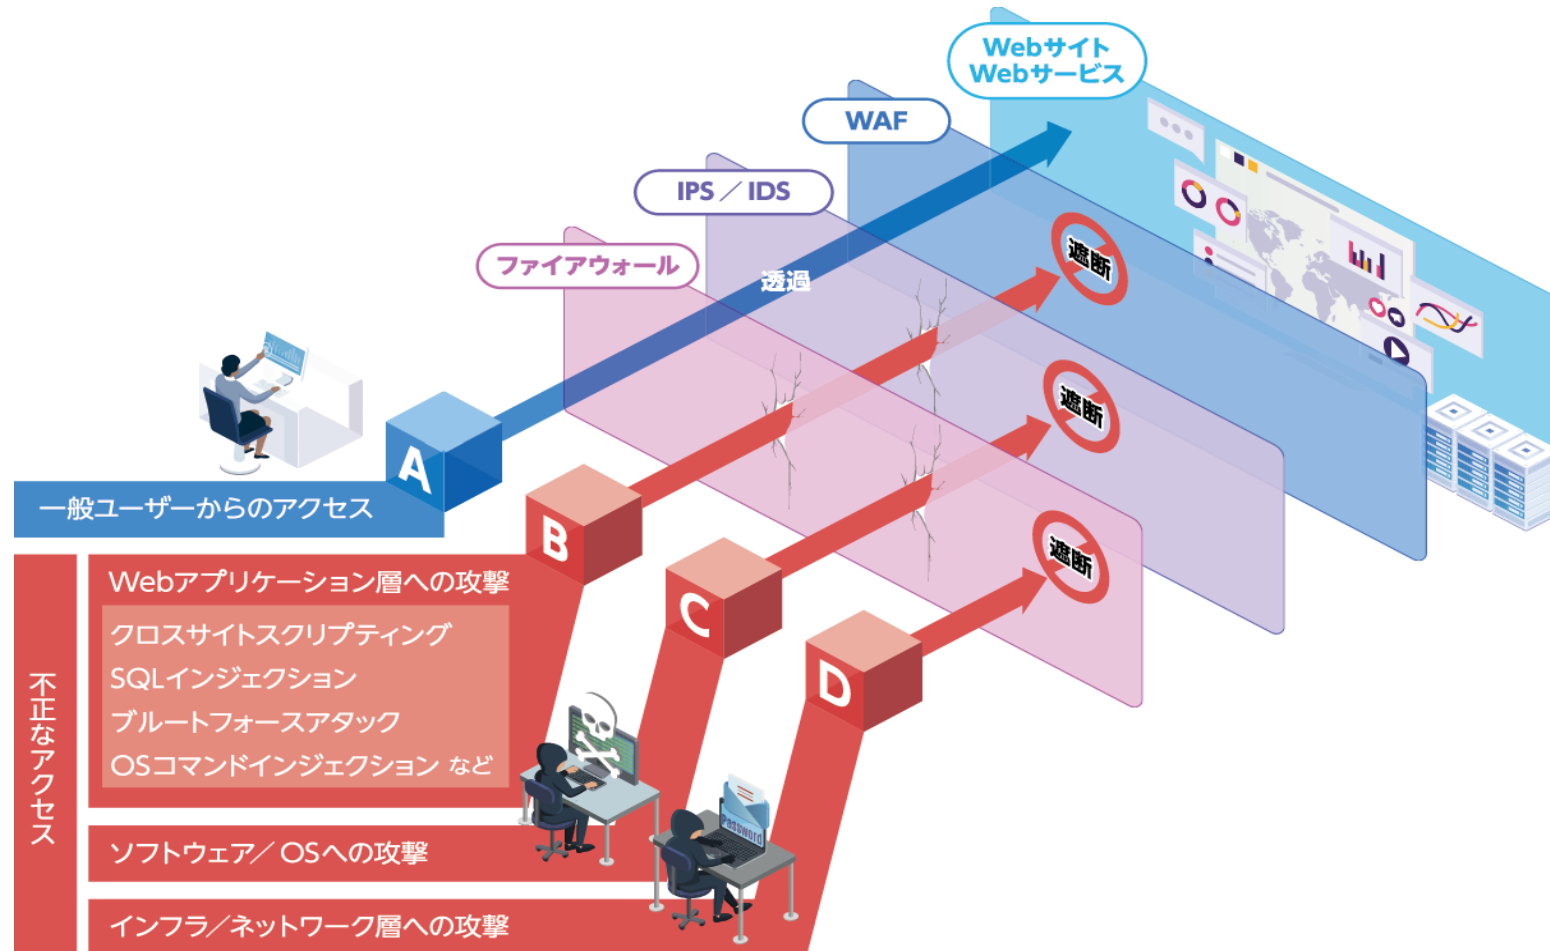 Webサイト
Webサービス
WAF
IPS／IDS
ファイアウォール
透過
遮断
遮断
遮断
A
一般ユーザーからのアクセス
B
C
D
不正なアクセス
Webアプリケーション層への攻撃
クロスサイトスクリプティング
SQLインジェクション
ブルートフォースアタック
OSコマンドインジェクション など
ソフトウェア／OSへの攻撃
インフラ／ネットワーク層への攻撃
Password